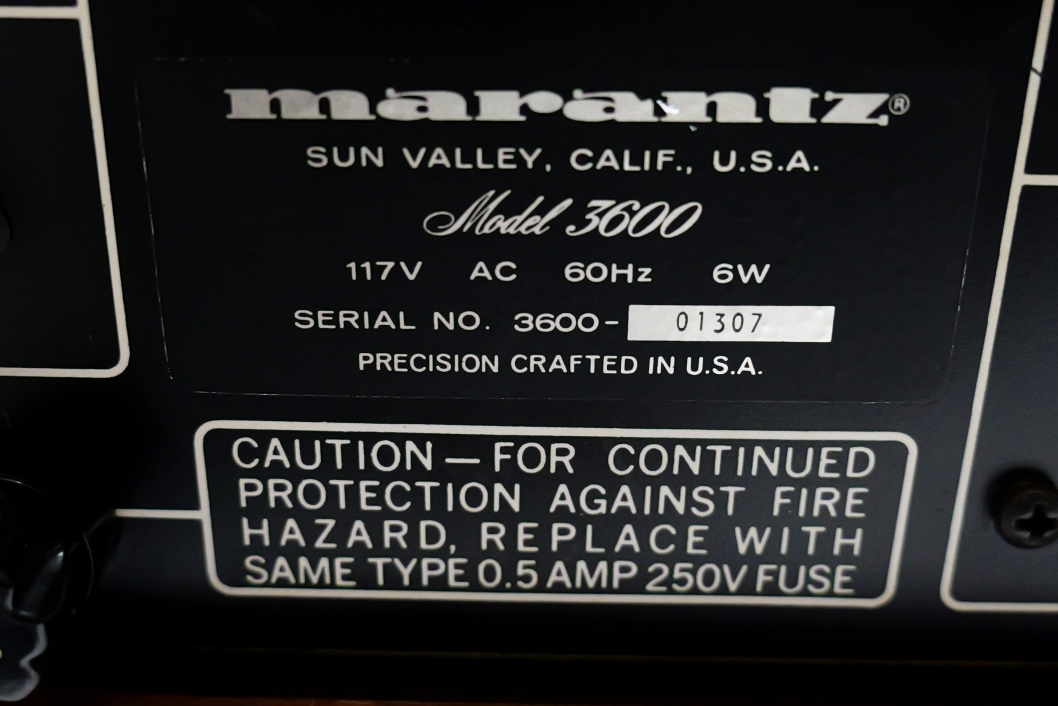 marantz®
SUN VALLEY, CALIF., U.S.A.
Model 3600
117V AC 60Hz 6W
SERIAL NO. 3600- 01307
PRECISION CRAFTED IN U.S.A.
CAUTION — FOR CONTINUED
PROTECTION AGAINST FIRE
HAZARD, REPLACE WITH
SAME TYPE 0.5 AMP 250V FUSE